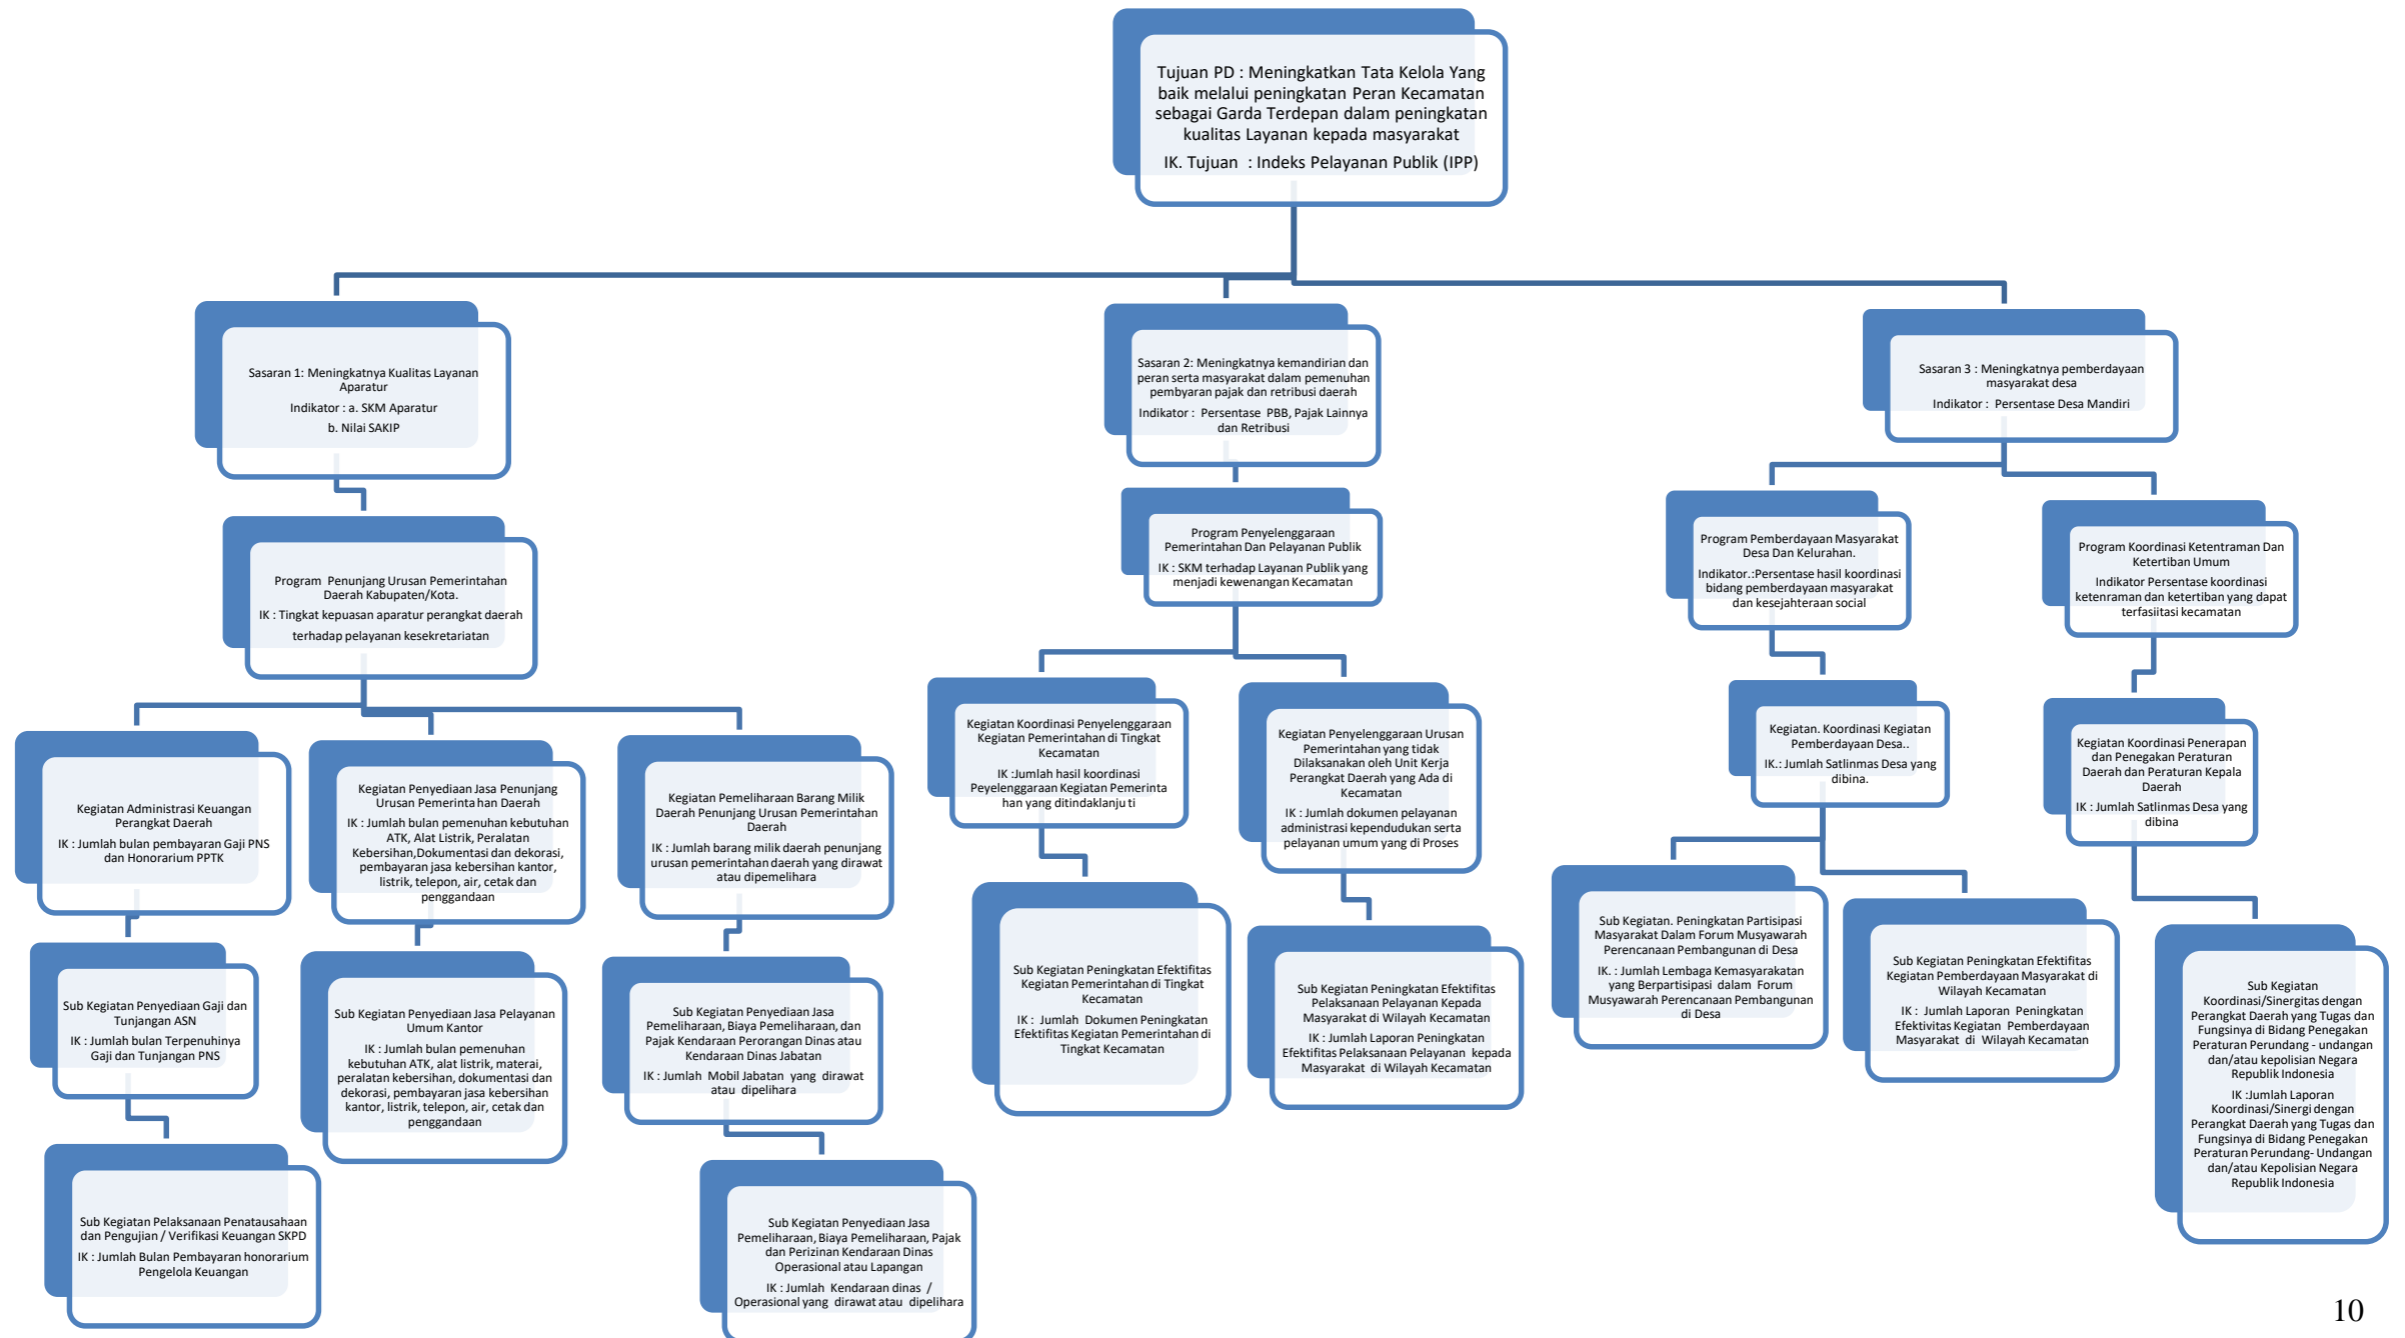 Tujuan PD : Meningkatkan Tata Kelola Yang
baik melalui peningkatan Peran Kecamatan
sebagai Garda Terdepan dalam peningkatan
kualitas Layanan kepada masyarakat
IK. Tujuan : Indeks Pelayanan Publik (IPP)
Sasaran 1: Meningkatnya Kualitas Layanan
Aparatur
Indikator : a. SKM Aparatur
b. Nilai SAKIP
Sasaran 2: Meningkatnya kemandirian dan
peran serta masyarakat dalam pemenuhan
pembyaran pajak dan retribusi daerah
Indikator : Persentase PBB, Pajak Lainnya
dan Retribusi
Sasaran 3 : Meningkatnya pemberdayaan
masyarakat desa
Indikator : Persentase Desa Mandiri
Program Penunjang Urusan Pemerintahan
Daerah Kabupaten/Kota.
IK : Tingkat kepuasan aparatur perangkat daerah
terhadap pelayanan kesekretariatan
Program Penyelenggaraan
Pemerintahan Dan Pelayanan Publik
IK : SKM terhadap Layanan Publik yang
menjadi kewenangan Kecamatan
Program Pemberdayaan Masyarakat
Desa Dan Kelurahan.
Indikator.:Persentase hasil koordinasi
bidang pemberdayaan masyarakat
dan kesejahteraan social
Program Koordinasi Ketentraman Dan
Ketertiban Umum
Indikator Persentase koordinasi
ketenraman dan ketertiban yang dapat
terfasiitasi kecamatan
Kegiatan Administrasi Keuangan
Perangkat Daerah
IK : Jumlah bulan pembayaran Gaji PNS
dan Honorarium PPTK
Kegiatan Penyediaan Jasa Penunjang
Urusan Pemerinta han Daerah
IK : Jumlah bulan pemenuhan kebutuhan
ATK, Alat Listrik, Peralatan
Kebersihan,Dokumentasi dan dekorasi,
pembayaran jasa kebersihan kantor,
listrik, telepon, air, cetak dan
penggandaan
Kegiatan Pemeliharaan Barang Milik
Daerah Penunjang Urusan Pemerintahan
Daerah
IK : Jumlah barang milik daerah penunjang
urusan pemerintahan daerah yang dirawat
atau dipemelihara
Kegiatan Koordinasi Penyelenggaraan
Kegiatan Pemerintahan di Tingkat
Kecamatan
IK :Jumlah hasil koordinasi
Peyelenggaraan Kegiatan Pemerinta
han yang ditindaklanju ti
Kegiatan Penyelenggaraan Urusan
Pemerintahan yang tidak
Dilaksanakan oleh Unit Kerja
Perangkat Daerah yang Ada di
Kecamatan
IK : Jumlah dokumen pelayanan
administrasi kependudukan serta
pelayanan umum yang di Proses
Kegiatan. Koordinasi Kegiatan
Pemberdayaan Desa..
IK.: Jumlah Satlinmas Desa yang
dibina.
Kegiatan Koordinasi Penerapan
dan Penegakan Peraturan
Daerah dan Peraturan Kepala
Daerah
IK : Jumlah Satlinmas Desa yang
dibina
Sub Kegiatan Penyediaan Gaji dan
Tunjangan ASN
IK : Jumlah bulan Terpenuhinya
Gaji dan Tunjangan PNS
Sub Kegiatan Penyediaan Jasa Pelayanan
Umum Kantor
IK : Jumlah bulan pemenuhan
kebutuhan ATK, alat listrik, materai,
peralatan kebersihan, dokumentasi dan
dekorasi, pembayaran jasa kebersihan
kantor, listrik, telepon, air, cetak dan
penggandaan
Sub Kegiatan Penyediaan Jasa
Pemeliharaan, Biaya Pemeliharaan, dan
Pajak Kendaraan Perorangan Dinas atau
Kendaraan Dinas Jabatan
IK : Jumlah Mobil Jabatan yang dirawat
atau dipelihara
Sub Kegiatan Peningkatan Efektifitas
Kegiatan Pemerintahan di Tingkat
Kecamatan
IK : Jumlah Dokumen Peningkatan
Efektifitas Kegiatan Pemerintahan di
Tingkat Kecamatan
Sub Kegiatan Peningkatan Efektifitas
Pelaksanaan Pelayanan Kepada
Masyarakat di Wilayah Kecamatan
IK : Jumlah Laporan Peningkatan
Efektifitas Pelaksanaan Pelayanan kepada
Masyarakat di Wilayah Kecamatan
Sub Kegiatan. Peningkatan Partisipasi
Masyarakat Dalam Forum Musyawarah
Perencanaan Pembangunan di Desa
IK. : Jumlah Lembaga Kemasyarakatan
yang Berpartisipasi dalam Forum
Musyawarah Perencanaan Pembangunan
di Desa
Sub Kegiatan Peningkatan Efektifitas
Kegiatan Pemberdayaan Masyarakat di
Wilayah Kecamatan
IK : Jumlah Laporan Peningkatan
Efektivitas Kegiatan Pemberdayaan
Masyarakat di Wilayah Kecamatan
Sub Kegiatan
Koordinasi/Sinergitas dengan
Perangkat Daerah yang Tugas dan
Fungsinya di Bidang Penegakan
Peraturan Perundang - undangan
dan/atau kepolisian Negara
Republik Indonesia
IK :Jumlah Laporan
Koordinasi/Sinergi dengan
Perangkat Daerah yang Tugas dan
Fungsinya di Bidang Penegakan
Peraturan Perundang- Undangan
dan/atau Kepolisian Negara
Republik Indonesia
Sub Kegiatan Pelaksanaan Penatausahaan
dan Pengujian / Verifikasi Keuangan SKPD
IK : Jumlah Bulan Pembayaran honorarium
Pengelola Keuangan
Sub Kegiatan Penyediaan Jasa
Pemeliharaan, Biaya Pemeliharaan, Pajak
dan Perizinan Kendaraan Dinas
Operasional atau Lapangan
IK : Jumlah Kendaraan dinas /
Operasional yang dirawat atau dipelihara
10